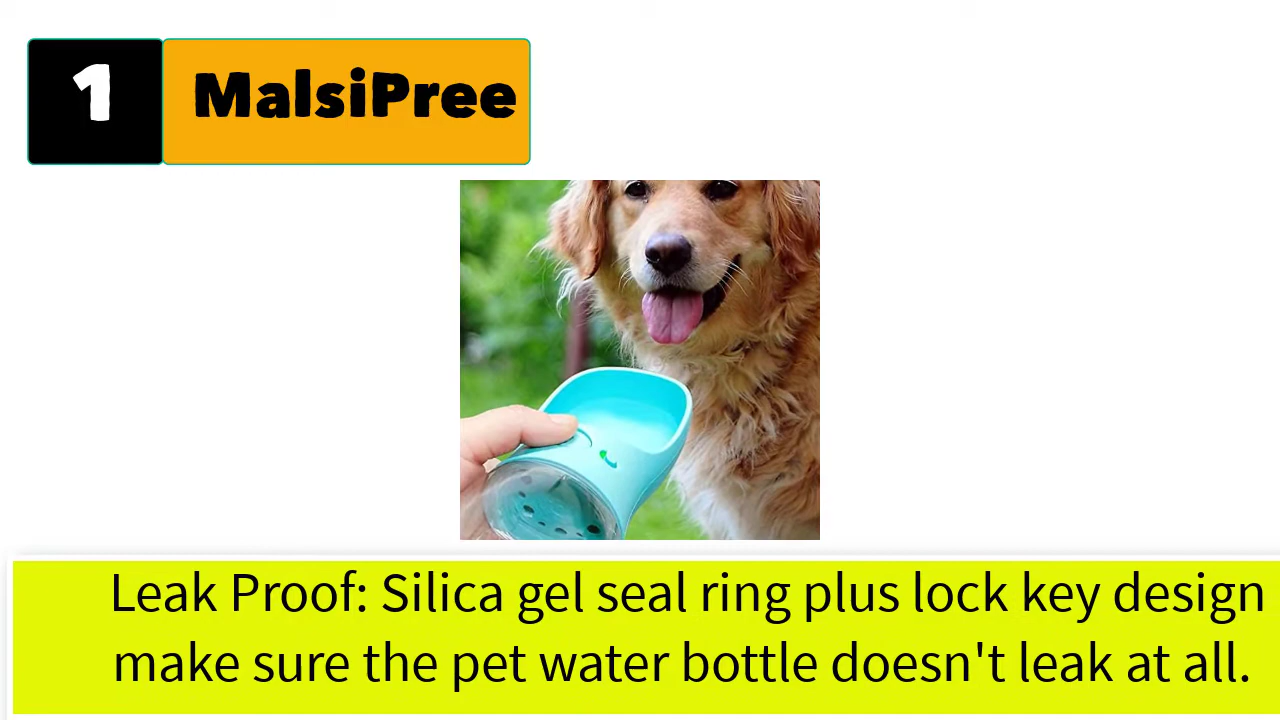 1
MalsiPree
Leak Proof: Silica gel seal ring plus lock key design
make sure the pet water bottle doesn't leak at all.